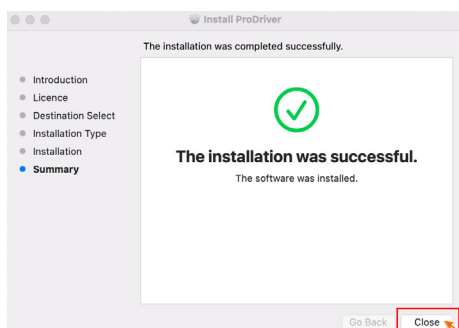 Install ProDriver
The installation was completed successfully.
Introduction
Licence
Destination Select
Installation Type
Installation
Summary
The installation was successful.
The software was installed.
Go Back
Close